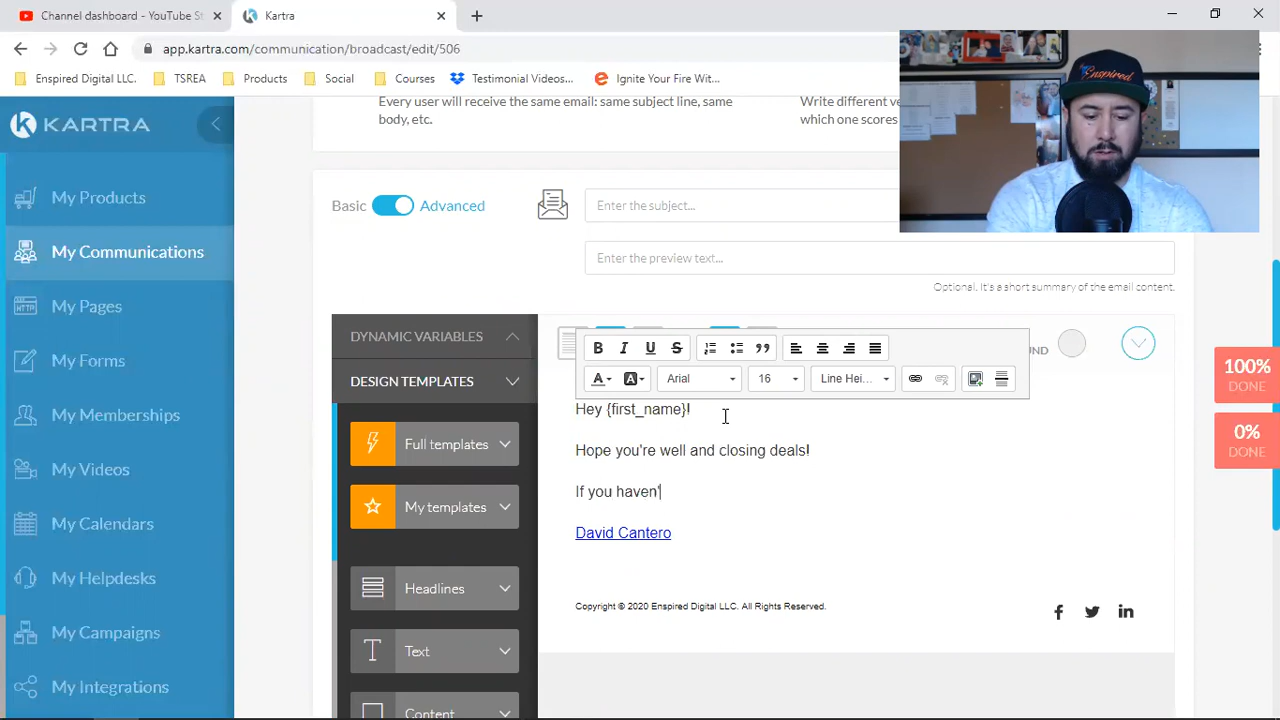 Channel dashboard - YouTube St
Kartra
app.kartra.com/communication/broadcast/edit/506
Enspired Digital LLC.
TSREA
Products
Social
Courses
Testimonial Videos...
Ignite Your Fire Wit...
Enspired
KARTRA
Every user will receive the same email: same subject line, same
body, etc.
Write different ve
which one scores
My Products
My Communications
My Pages
My Forms
My Memberships
My Videos
My Calendars
My Helpdesks
My Campaigns
My Integrations
Basic
Advanced
Enter the subject...
Enter the preview text...
Optional. It's a short summary of the email content.
DYNAMIC VARIABLES
DESIGN TEMPLATES
Full templates
My templates
Headlines
Text
Content
UND
B I U S
A A Arial 16 Line Hei...
Hey {first_name}!
Hope you're well and closing deals!
If you haven'
David Cantero
Copyright © 2020 Enspired Digital LLC. All Rights Reserved.
100%
DONE
0%
DONE